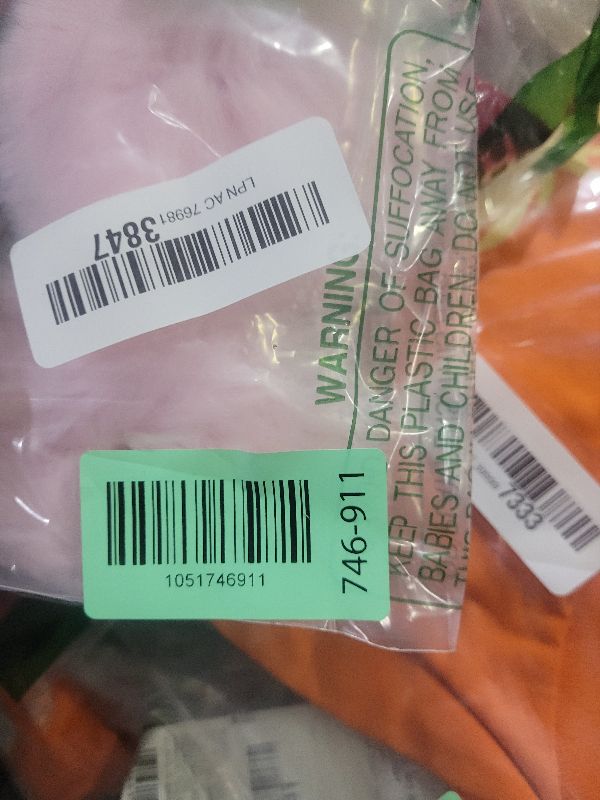 LPN AC 76981
3847
WARNING
DANGER OF SUFFOCATION,
KEEP THIS PLASTIC BAG AWAY FROM
BABIES AND CHILDREN. DO NOT USE
1051746911
746-911
7333